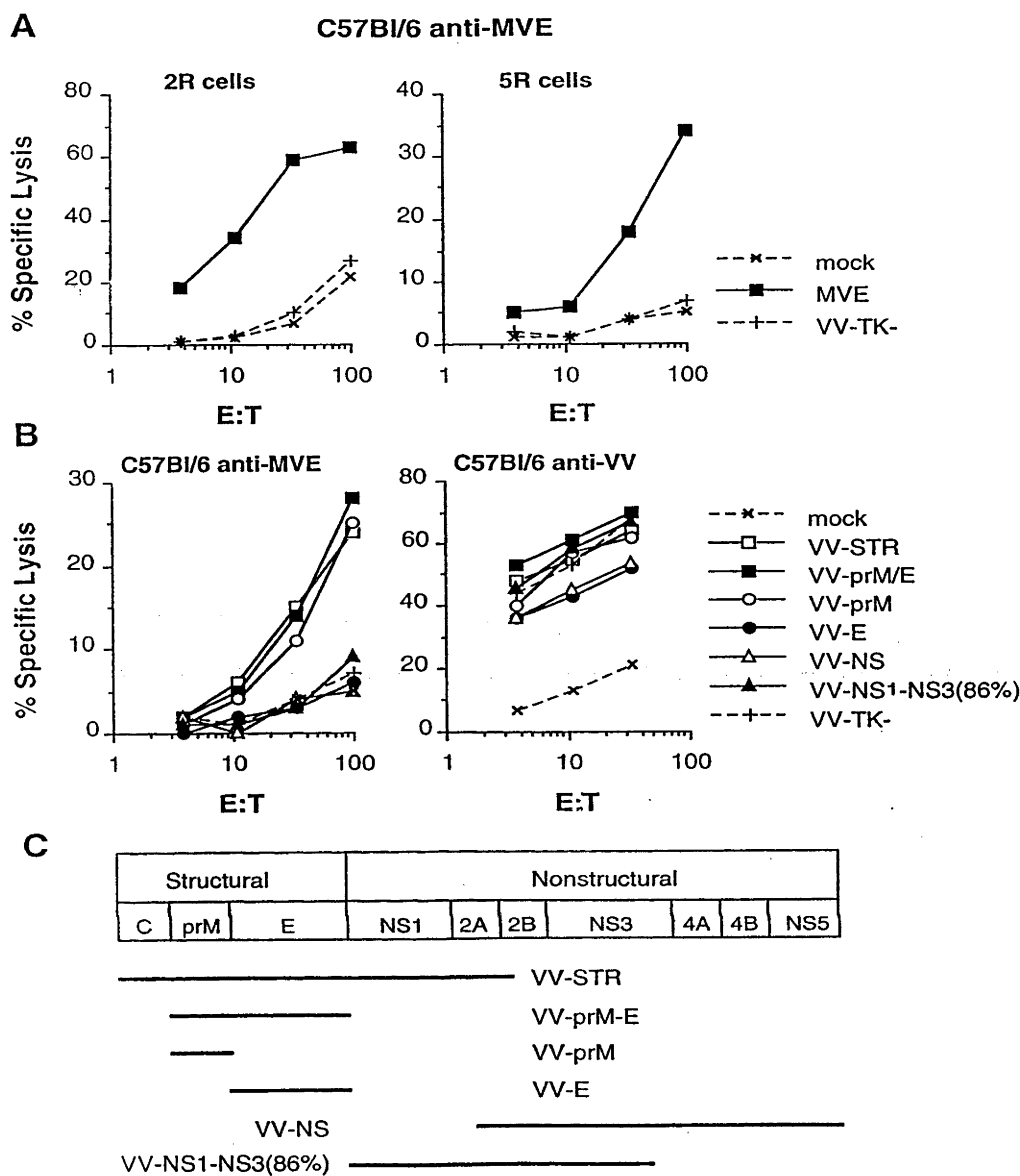 A
C57Bl/6 anti-MVE
2R cells
5R cells
% Specific Lysis
80
60
40
20
0
1
10
100
E:T
40
30
20
10
0
1
10
100
E:T
mock
MVE
VV-TK-
B
C57Bl/6 anti-MVE
C57Bl/6 anti-VV
% Specific Lysis
30
20
10
0
1
10
100
E:T
80
60
40
20
0
1
10
100
E:T
mock
VV-STR
VV-prM/E
VV-prM
VV-E
VV-NS
VV-NS1-NS3(86%)
VV-TK-
C
Structural
Nonstructural
C prM E NS1 2A 2B NS3 4A 4B NS5
VV-STR
VV-prM-E
VV-prM
VV-E
VV-NS
VV-NS1-NS3(86%)